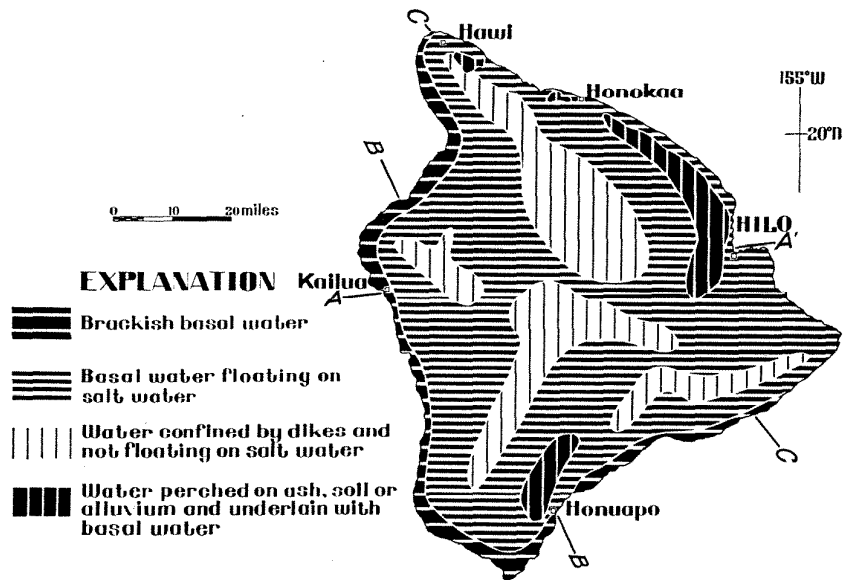 C
Hawi
Honokaa
155°W
20°N
B
0 10 20 miles
HILO
A'
EXPLANATION
Kailua
A
Brackish basal water
Basal water floating on
salt water
Water confined by dikes and
not floating on salt water
C
Water perched on ash, soil or
alluvium and underlain with
basal water
Honuapo
B